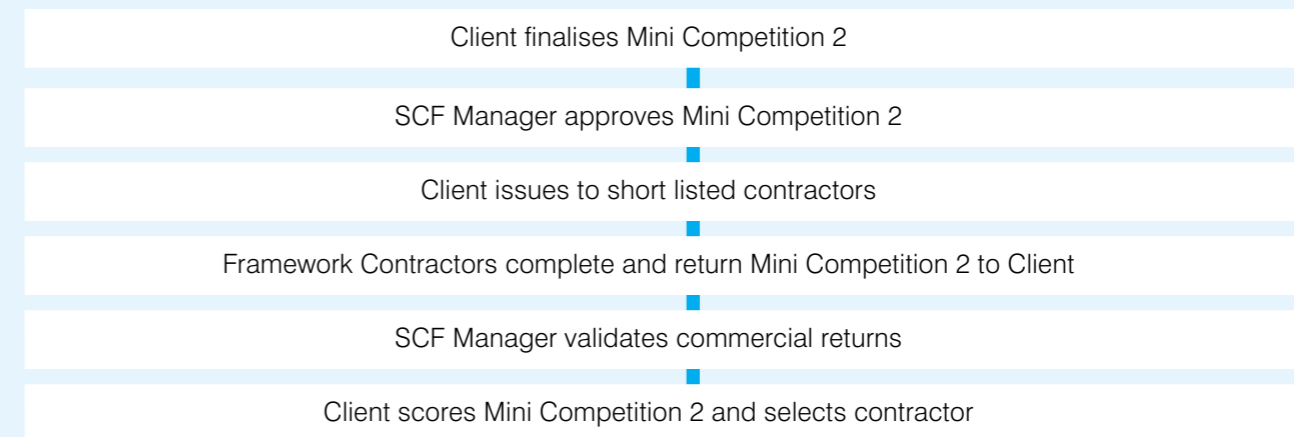 Client finalises Mini Competition 2
SCF Manager approves Mini Competition 2
Client issues to short listed contractors
Framework Contractors complete and return Mini Competition 2 to Client
SCF Manager validates commercial returns
Client scores Mini Competition 2 and selects contractor